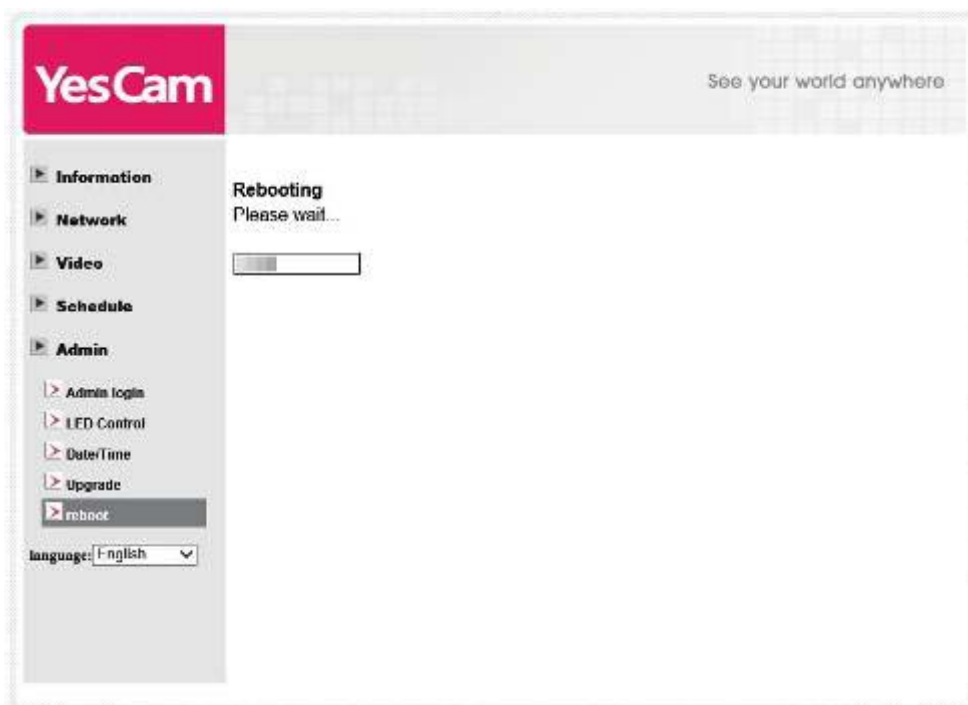 YesCam
See your world anywhere
Information
Network
Video
Schedule
Admin
Admin login
LED Control
Date/Time
Upgrade
reboot
language: English
Rebooting
Please wait...